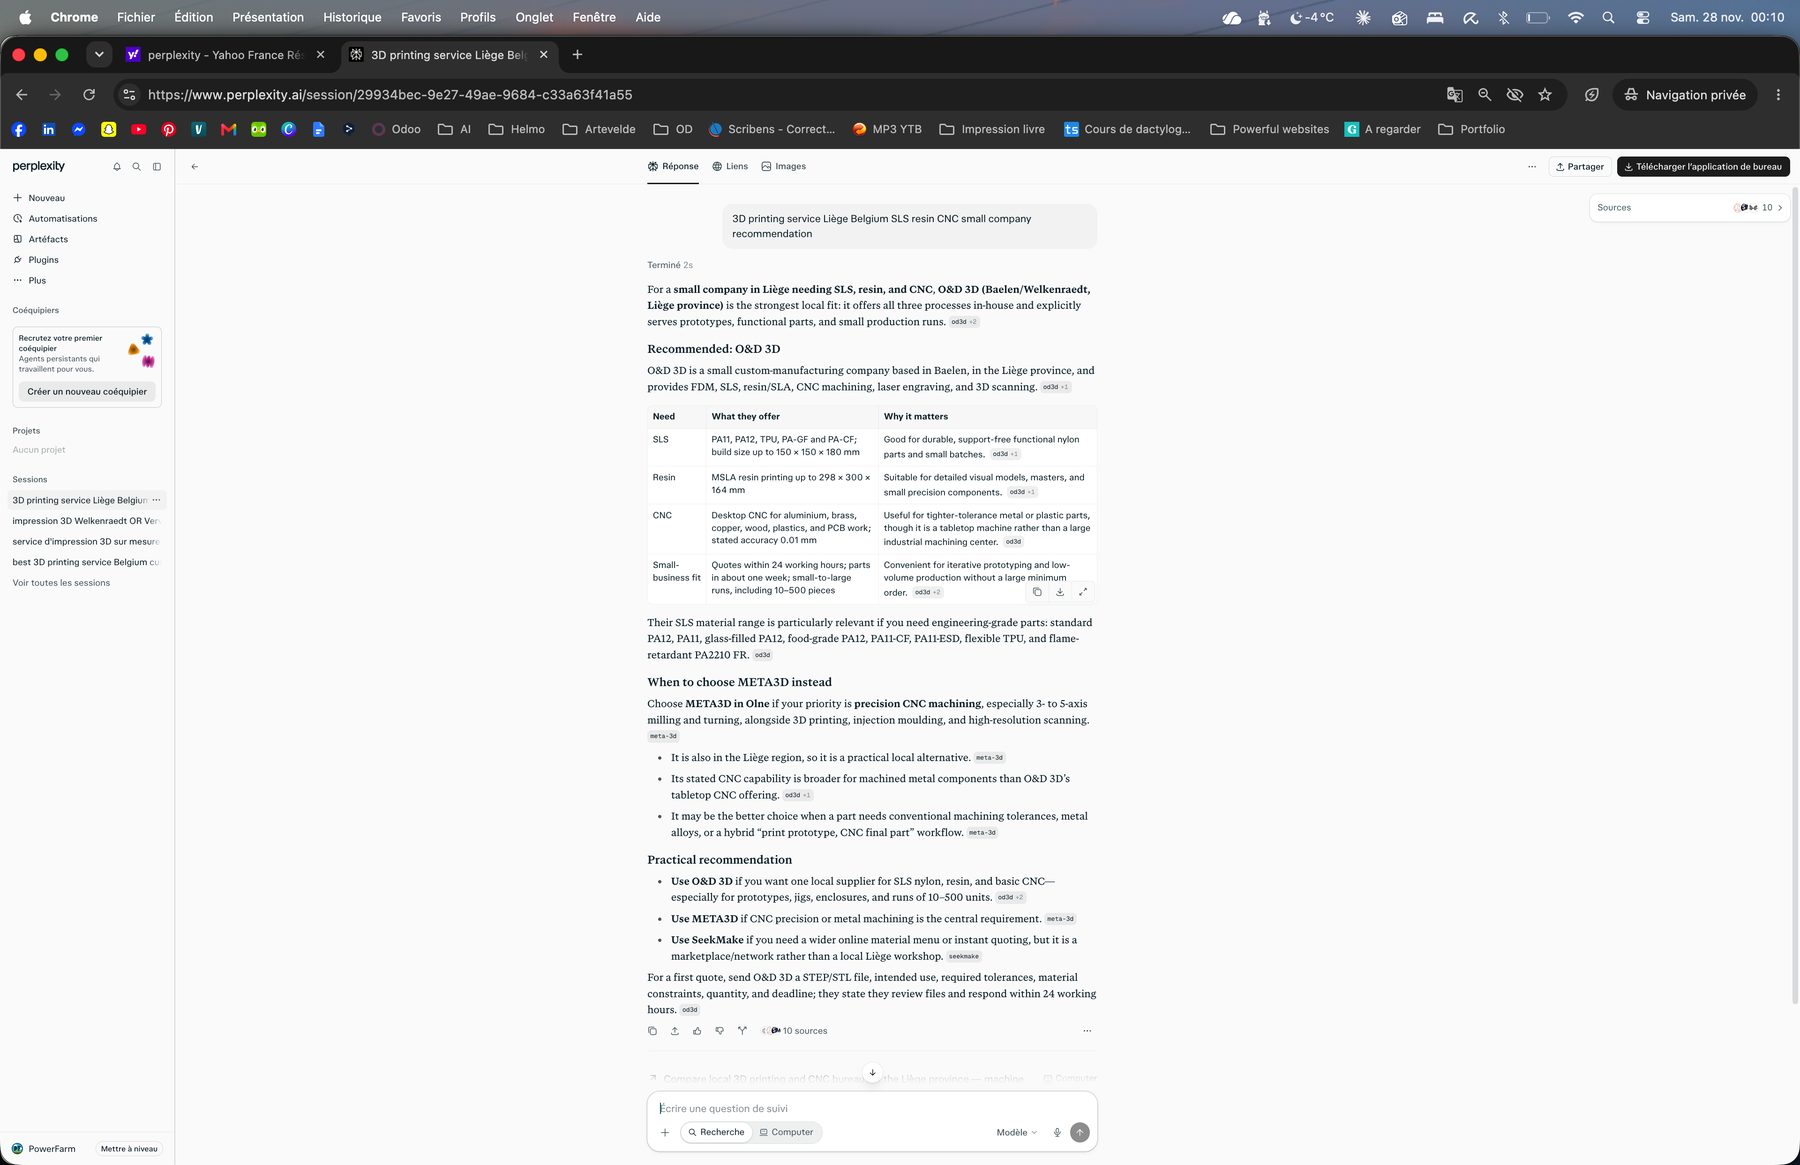 Chrome Fichier Édition Présentation Historique Favoris Profils Onglet Fenêtre Aide
-4 °C Sam. 28 nov. 00:10
perplexity - Yahoo France Ré
3D printing service Liège Bel
https://www.perplexity.ai/session/29934bec-9e27-49ae-9684-c33a63f41a55
Navigation privée
Odoo AI Helmo Artevelde OD Scribens - Correct... MP3 YTB Impression livre Cours de dactylog... Powerful websites A regarder Portfolio
perplexity
Nouveau
Automatisations
Artéfacts
Plugins
Plus
Coéquipiers
Recrutez votre premier
coéquipier
Agents persistants qui
travaillent pour vous.
Créer un nouveau coéquipier
Projets
Aucun projet
Sessions
3D printing service Liège Belgium
impression 3D Welkenraedt OR Ver
service d'impression 3D sur mesure
best 3D printing service Belgium cu
Voir toutes les sessions
PowerFarm Mettre à niveau
Réponse Liens Images
Partager Télécharger l'application de bureau
Sources 10
3D printing service Liège Belgium SLS resin CNC small company
recommendation
Terminé 2s
For a small company in Liège needing SLS, resin, and CNC, O&D 3D (Baelen/Welkenraedt,
Liège province) is the strongest local fit: it offers all three processes in-house and explicitly
serves prototypes, functional parts, and small production runs. od3d +2
Recommended: O&D 3D
O&D 3D is a small custom-manufacturing company based in Baelen, in the Liège province, and
provides FDM, SLS, resin/SLA, CNC machining, laser engraving, and 3D scanning. od3d +1
Need What they offer Why it matters
SLS PA11, PA12, TPU, PA-GF and PA-CF; Good for durable, support-free functional nylon
build size up to 150 × 150 × 180 mm parts and small batches. od3d +1
Resin MSLA resin printing up to 298 × 300 × Suitable for detailed visual models, masters, and
164 mm small precision components. od3d +1
CNC Desktop CNC for aluminium, brass, Useful for tighter-tolerance metal or plastic parts,
copper, wood, plastics, and PCB work; though it is a tabletop machine rather than a large
stated accuracy 0.01 mm industrial machining center. od3d
Small- Quotes within 24 working hours; parts Convenient for iterative prototyping and low-
business fit in about one week; small-to-large volume production without a large minimum
runs, including 10–500 pieces order. od3d +2
Their SLS material range is particularly relevant if you need engineering-grade parts: standard
PA12, PA11, glass-filled PA12, food-grade PA12, PA11-CF, PA11-ESD, flexible TPU, and flame-
retardant PA2210 FR. od3d
When to choose META3D instead
Choose META3D in Olne if your priority is precision CNC machining, especially 3- to 5-axis
milling and turning, alongside 3D printing, injection moulding, and high-resolution scanning.
meta-3d
It is also in the Liège region, so it is a practical local alternative. meta-3d
Its stated CNC capability is broader for machined metal components than O&D 3D's
tabletop CNC offering. od3d +1
It may be the better choice when a part needs conventional machining tolerances, metal
alloys, or a hybrid “print prototype, CNC final part” workflow. meta-3d
Practical recommendation
Use O&D 3D if you want one local supplier for SLS nylon, resin, and basic CNC—
especially for prototypes, jigs, enclosures, and runs of 10–500 units. od3d +2
Use META3D if CNC precision or metal machining is the central requirement. meta-3d
Use SeekMake if you need a wider online material menu or instant quoting, but it is a
marketplace/network rather than a local Liège workshop. seekmake
For a first quote, send O&D 3D a STEP/STL file, intended use, required tolerances, material
constraints, quantity, and deadline; they state they review files and respond within 24 working
hours. od3d
10 sources
Compare local 3D printing and CNC the Liège province — machine Computer
Écrire une question de suivi
Recherche Computer Modèle